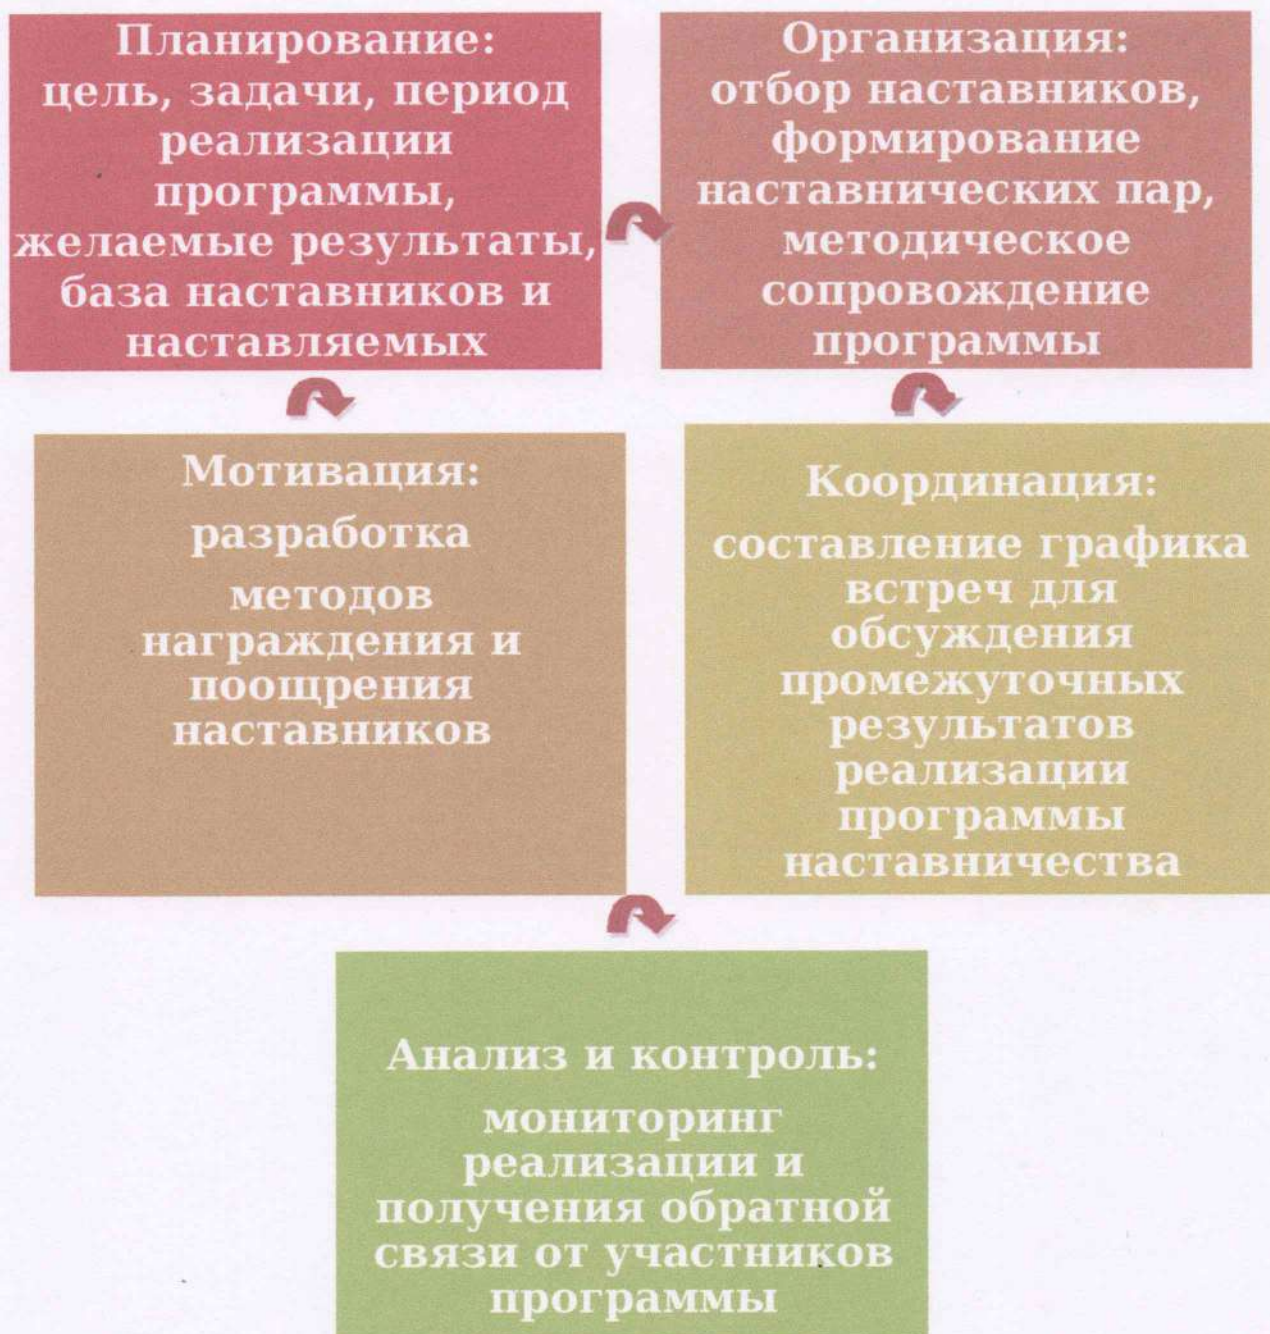 Планирование:
цель, задачи, период
реализации
программы,
желаемые результаты,
база наставников и
наставляемых
Организация:
отбор наставников,
формирование
наставнических пар,
методическое
сопровождение
программы
Мотивация:
разработка
методов
награждения и
поощрения
наставников
Координация:
составление графика
встреч для
обсуждения
промежуточных
результатов
реализации
программы
наставничества
Анализ и контроль:
мониторинг
реализации и
получения обратной
связи от участников
программы